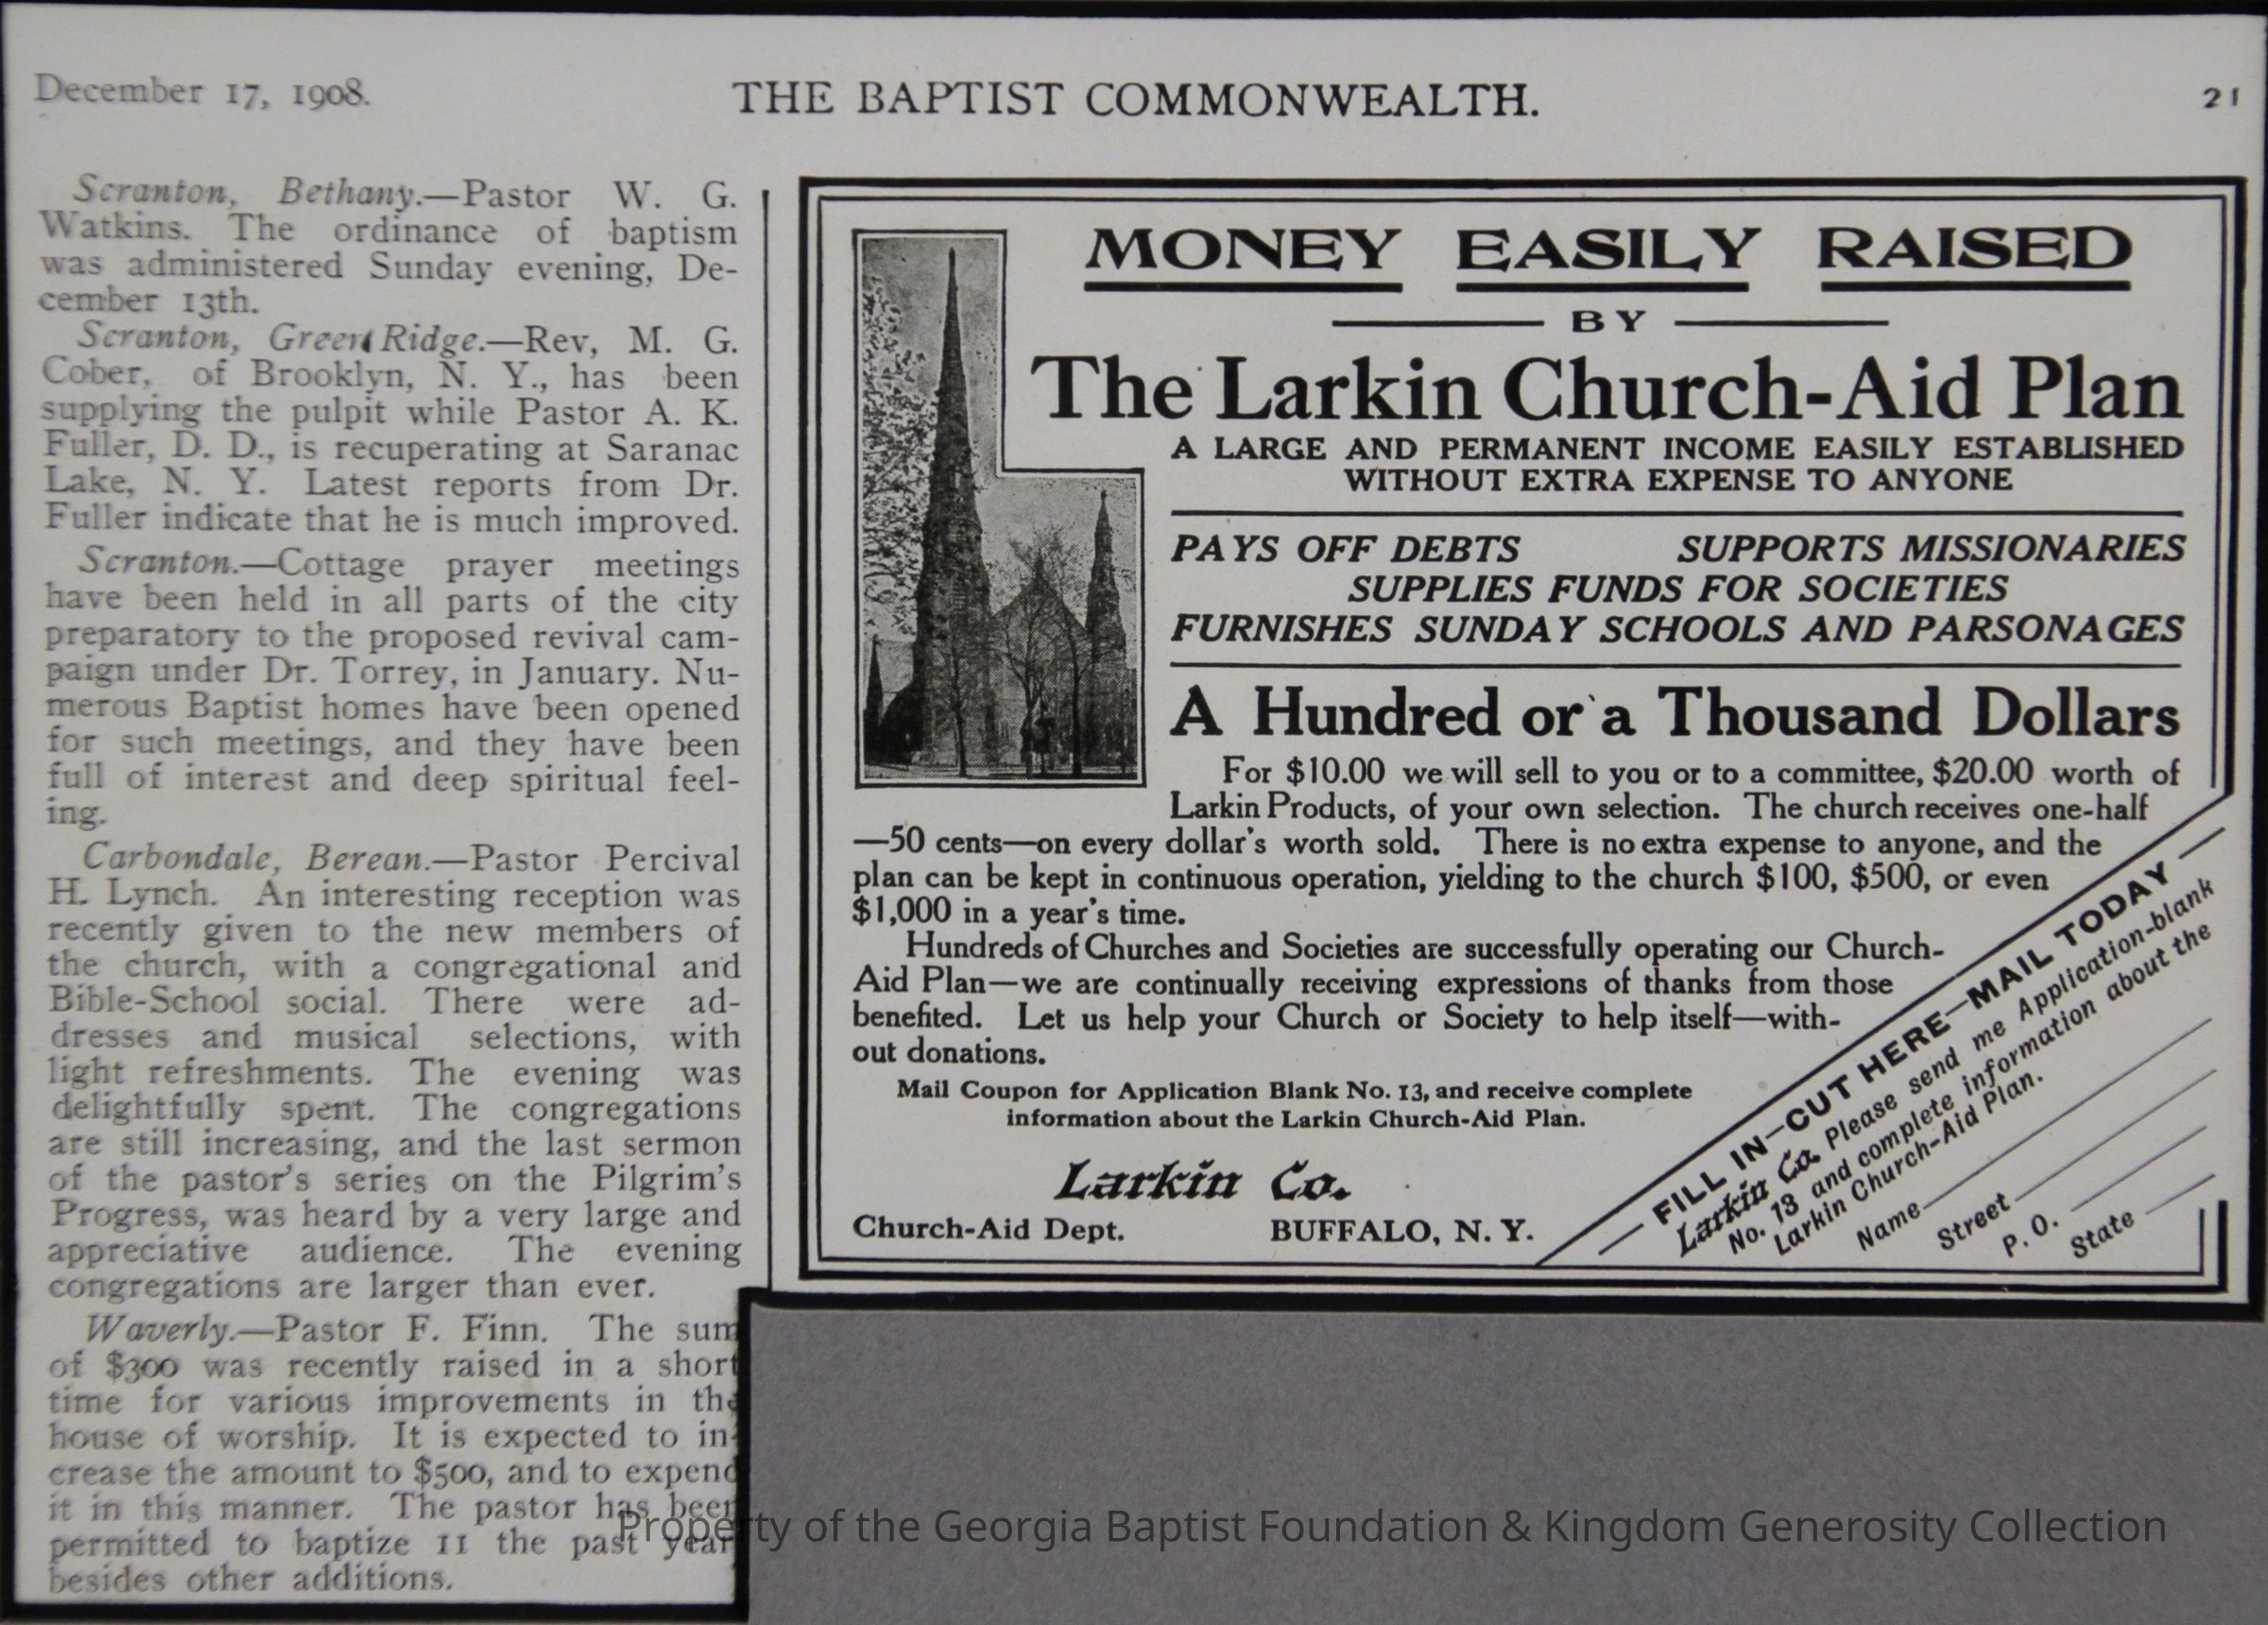 December 17, 1908.
THE BAPTIST COMMONWEALTH.
21
Scranton, Bethany.—Pastor W. G.
Watkins. The ordinance of baptism
was administered Sunday evening, De-
cember 13th.
Scranton, Green Ridge.—Rev, M. G.
Cober, of Brooklyn, N. Y., has been
supplying the pulpit while Pastor A. K.
Fuller, D. D., is recuperating at Saranac
Lake, N. Y. Latest reports from Dr.
Fuller indicate that he is much improved.
Scranton.—Cottage prayer meetings
have been held in all parts of the city
preparatory to the proposed revival cam-
paign under Dr. Torrey, in January. Nu-
merous Baptist homes have been opened
for such meetings, and they have been
full of interest and deep spiritual feel-
ing.
Carbondale, Berean.—Pastor Percival
H. Lynch. An interesting reception was
recently given to the new members of
the church, with a congregational and
Bible-School social. There were ad-
dresses and musical selections, with
light refreshments. The evening was
delightfully spent. The congregations
are still increasing, and the last sermon
of the pastor's series on the Pilgrim's
Progress, was heard by a very large and
appreciative audience. The evening
congregations are larger than ever.
Waverly.—Pastor F. Finn. The sum
of $300 was recently raised in a short
time for various improvements in the
house of worship. It is expected to in-
crease the amount to $500, and to expend
it in this manner. The pastor has been
permitted to baptize 11 the past year
besides other additions.
MONEY EASILY RAISED
BY
The Larkin Church-Aid Plan
A LARGE AND PERMANENT INCOME EASILY ESTABLISHED
WITHOUT EXTRA EXPENSE TO ANYONE
PAYS OFF DEBTS SUPPORTS MISSIONARIES
SUPPLIES FUNDS FOR SOCIETIES
FURNISHES SUNDAY SCHOOLS AND PARSONAGES
A Hundred or a Thousand Dollars
For $10.00 we will sell to you or to a committee, $20.00 worth of
Larkin Products, of your own selection. The church receives one-half
—50 cents—on every dollar's worth sold. There is no extra expense to anyone, and the
plan can be kept in continuous operation, yielding to the church $100, $500, or even
$1,000 in a year's time.
Hundreds of Churches and Societies are successfully operating our Church-
Aid Plan—we are continually receiving expressions of thanks from those
benefited. Let us help your Church or Society to help itself—with-
out donations.
Mail Coupon for Application Blank No. 13, and receive complete
information about the Larkin Church-Aid Plan.
Larkin Co.
Church-Aid Dept. BUFFALO, N. Y.
— FILL IN—CUT HERE—MAIL TODAY —
Larkin Co. Please send me Application-blank
No. 13 and complete information about the
Larkin Church-Aid Plan.
Name
Street
P. O.
State
Property of the Georgia Baptist Foundation & Kingdom Generosity Collection